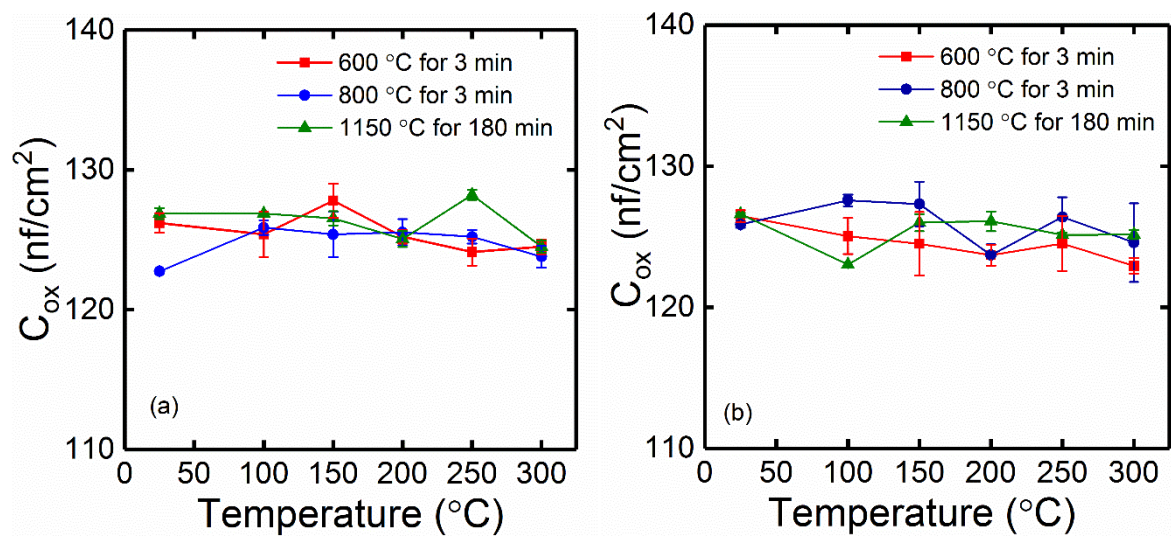 140
130
120
110
C_ox (nf/cm²)
600 °C for 3 min
800 °C for 3 min
1150 °C for 180 min
(a)
0 50 100 150 200 250 300
Temperature (°C)
140
130
120
110
C_ox (nf/cm²)
600 °C for 3 min
800 °C for 3 min
1150 °C for 180 min
(b)
0 50 100 150 200 250 300
Temperature (°C)